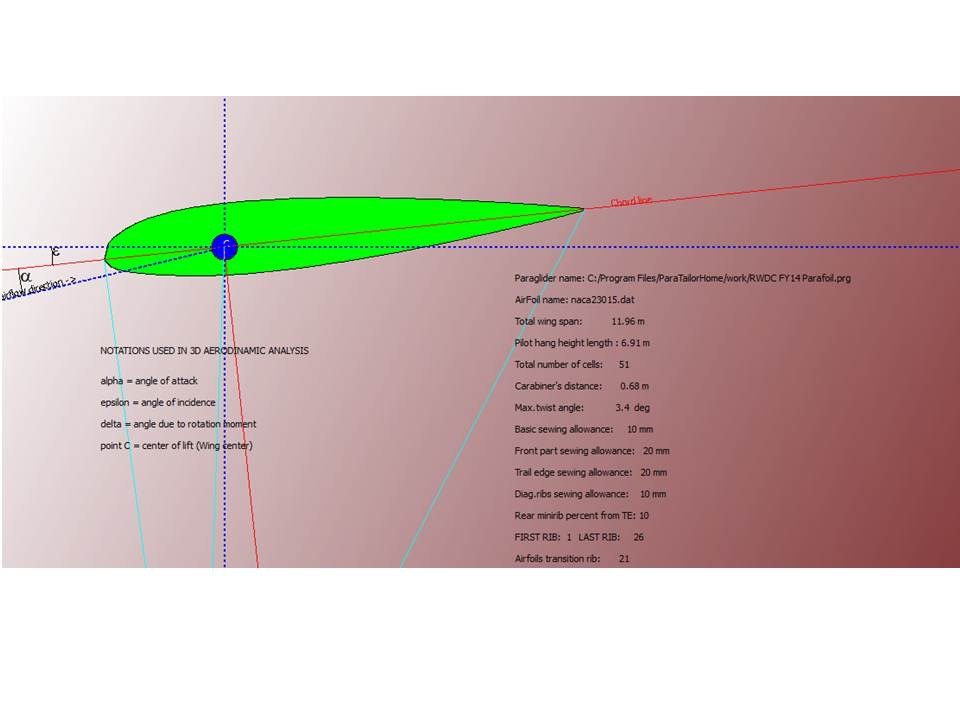 Chord line
ε
α
airflow direction ->
C
Paraglider name: C:/Program Files/ParaTailorHome/work/RWDC FY14 Parafoil.prg
AirFoil name: naca23015.dat
Total wing span: 11.96 m
Pilot hang height length : 6.91 m
Total number of cells: 51
Carabiner's distance: 0.68 m
Max.twist angle: 3.4 deg
Basic sewing allowance: 10 mm
Front part sewing allowance: 20 mm
Trail edge sewing allowance: 20 mm
Diag.ribs sewing allowance: 10 mm
Rear minirib percent from TE: 10
FIRST RIB: 1 LAST RIB: 26
Airfoils transition rib: 21
NOTATIONS USED IN 3D AERODINAMIC ANALYSIS
alpha = angle of attack
epsilon = angle of incidence
delta = angle due to rotation moment
point C = center of lift (Wing center)